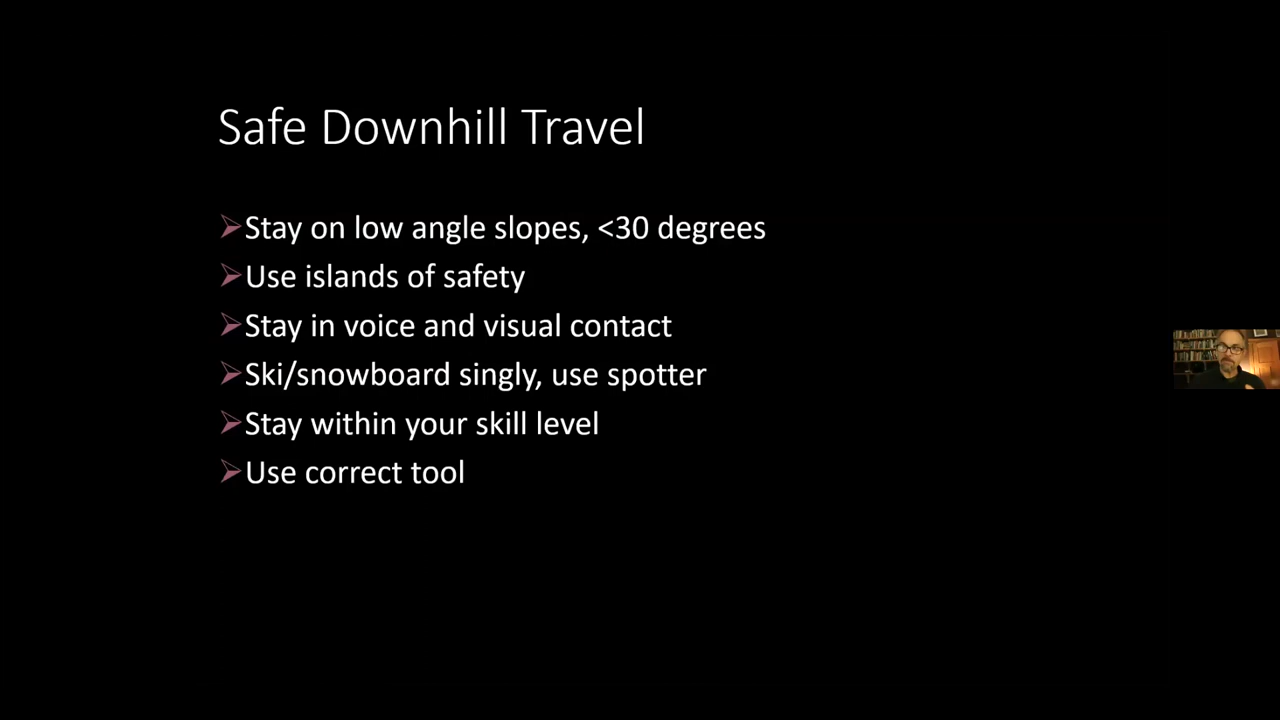 Safe Downhill Travel
Stay on low angle slopes, <30 degrees
Use islands of safety
Stay in voice and visual contact
Ski/snowboard singly, use spotter
Stay within your skill level
Use correct tool